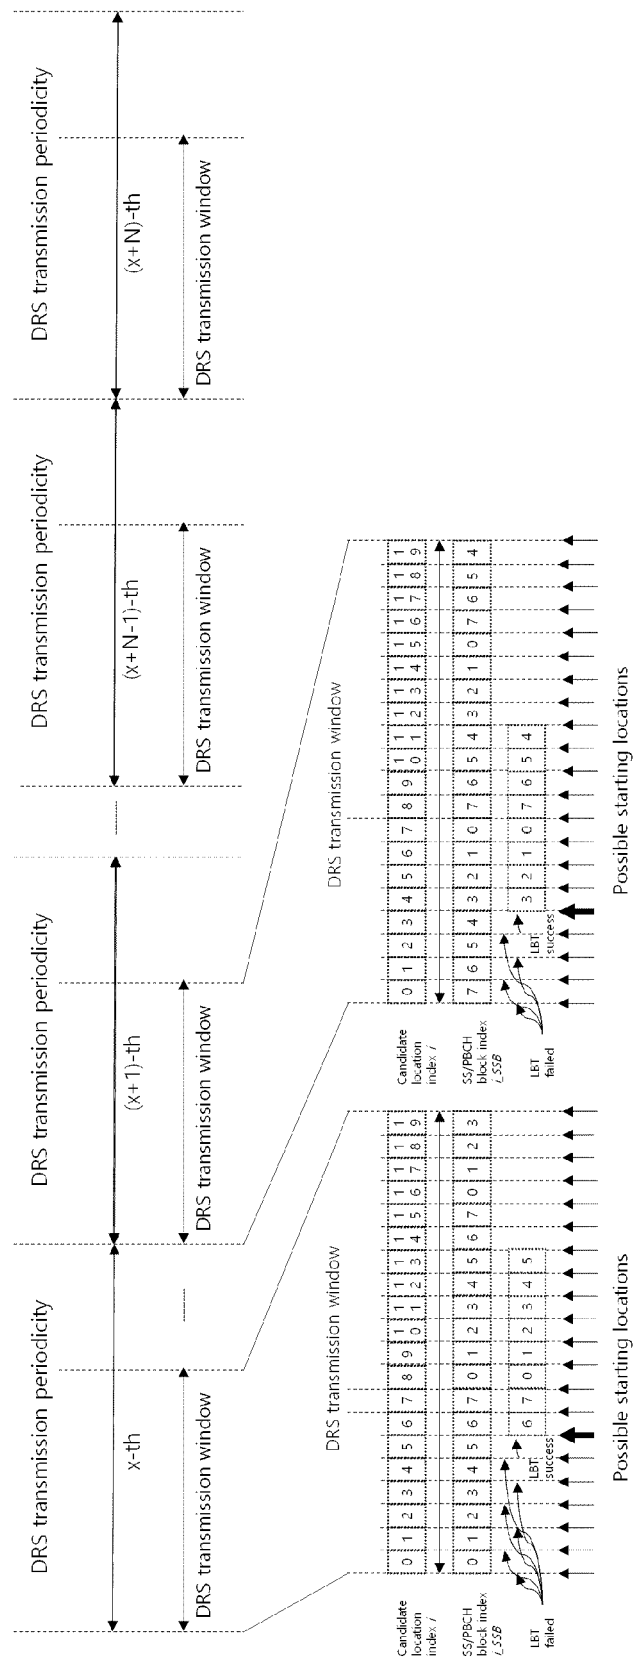 DRS transmission periodicity
DRS transmission periodicity
DRS transmission periodicity
DRS transmission periodicity
x-th
(x+1)-th
(x+N-1)-th
(x+N)-th
DRS transmission window
DRS transmission window
DRS transmission window
DRS transmission window
DRS transmission window
Candidate
location
index i
0 1 2 3 4 5 6 7 8 9 10 11 12 13 14 15 16 17 18 19
SS/PBCH
block index
i_SSB
0 1 2 3 4 5 6 7 0 1 2 3 4 5 6 7 0 1 2 3
6 7 0 1 2 3 4 5
LBT
failed
LBT
success
Possible starting locations
DRS transmission window
Candidate
location
index i
0 1 2 3 4 5 6 7 8 9 10 11 12 13 14 15 16 17 18 19
SS/PBCH
block index
i_SSB
7 6 5 4 3 2 1 0 7 6 5 4 3 2 1 0 7 6 5 4
3 2 1 0 7 6 5 4
LBT
failed
LBT
success
Possible starting locations